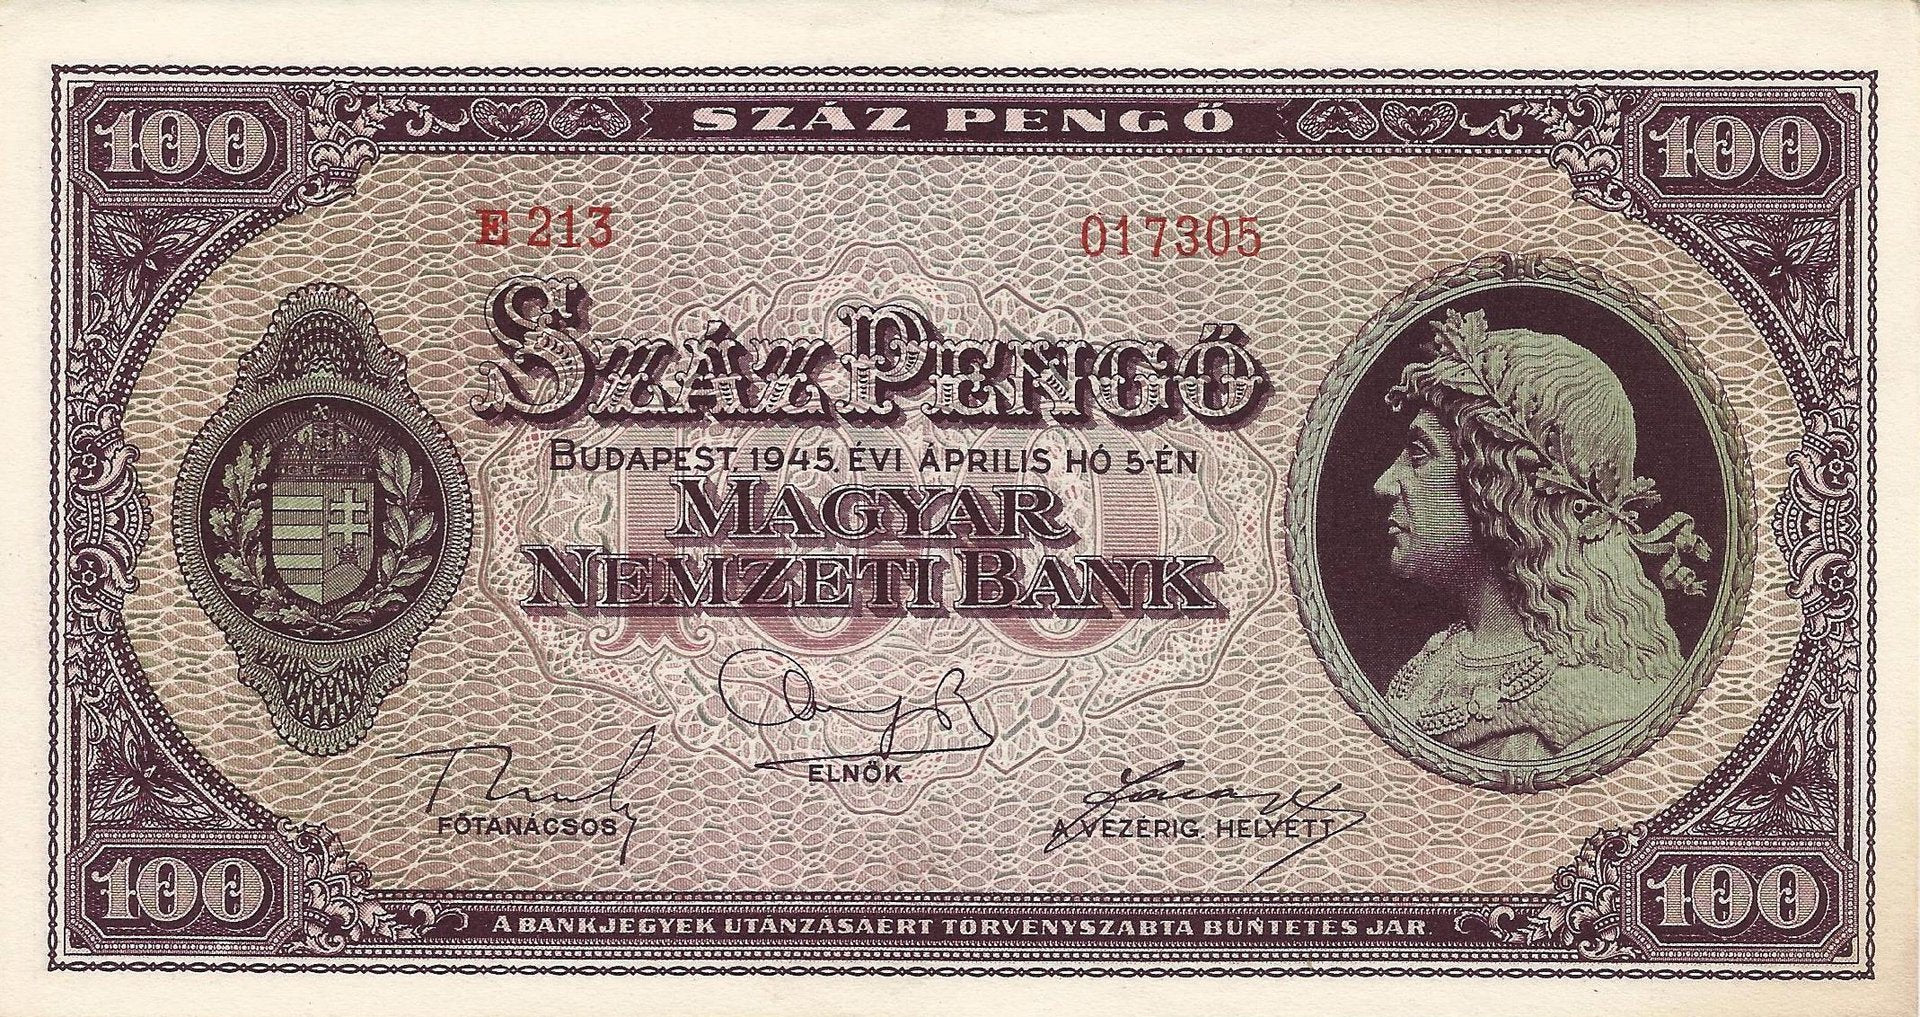 100 SZÁZ PENGŐ 100
E 213 017305
SZÁZ PENGŐ
BUDAPEST, 1945. ÉVI ÁPRILIS HÓ 5-ÉN
MAGYAR
NEMZETI BANK
100
ELNÖK
FŐTANÁCSOS A VEZÉRIG. HELYETT
100 A BANKJEGYEK UTÁNZÁSÁÉRT TÖRVÉNYSZABTA BÜNTETÉS JÁR. 100